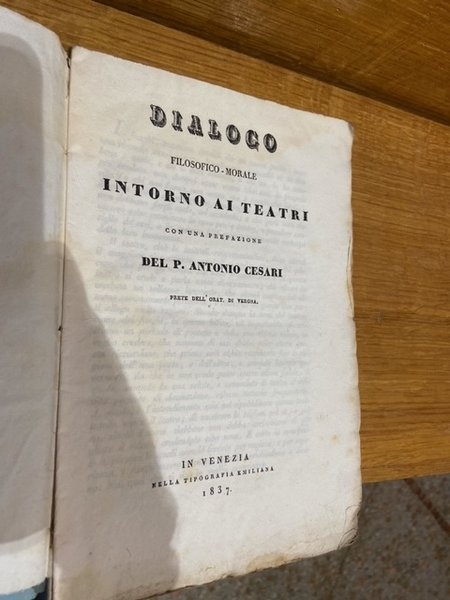 DIALOGO
FILOSOFICO-MORALE
INTORNO AI TEATRI
CON UNA PREFAZIONE
DEL P. ANTONIO CESARI
PRETE DELL'ORAT. DI VERONA.
IN VENEZIA
NELLA TIPOGRAFIA EMILIANA
1837.